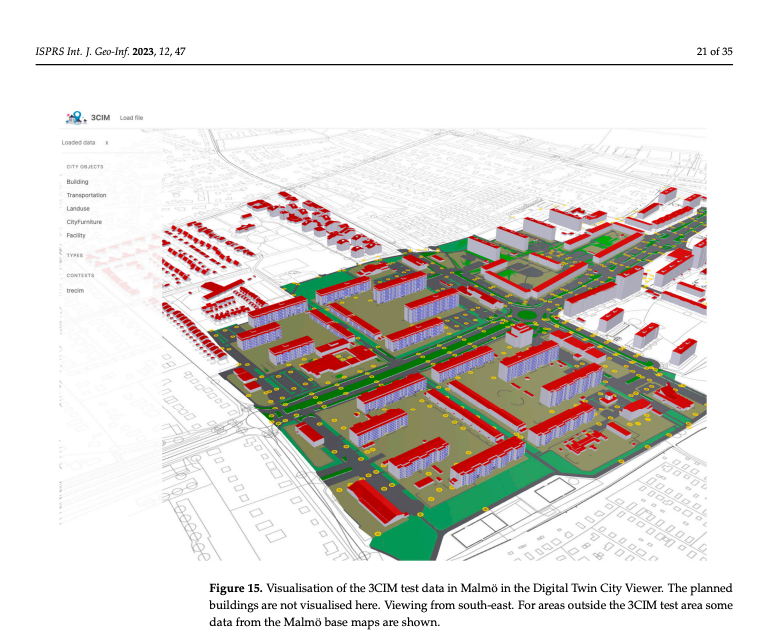 ISPRS Int. J. Geo-Inf. 2023, 12, 47
21 of 35
3CIM Load file
Loaded data x
CITY OBJECTS
Building
Transportation
Landuse
CityFurniture
Facility
TYPES
CONTEXTS
trecim
Figure 15. Visualisation of the 3CIM test data in Malmö in the Digital Twin City Viewer. The planned
buildings are not visualised here. Viewing from south-east. For areas outside the 3CIM test area some
data from the Malmö base maps are shown.